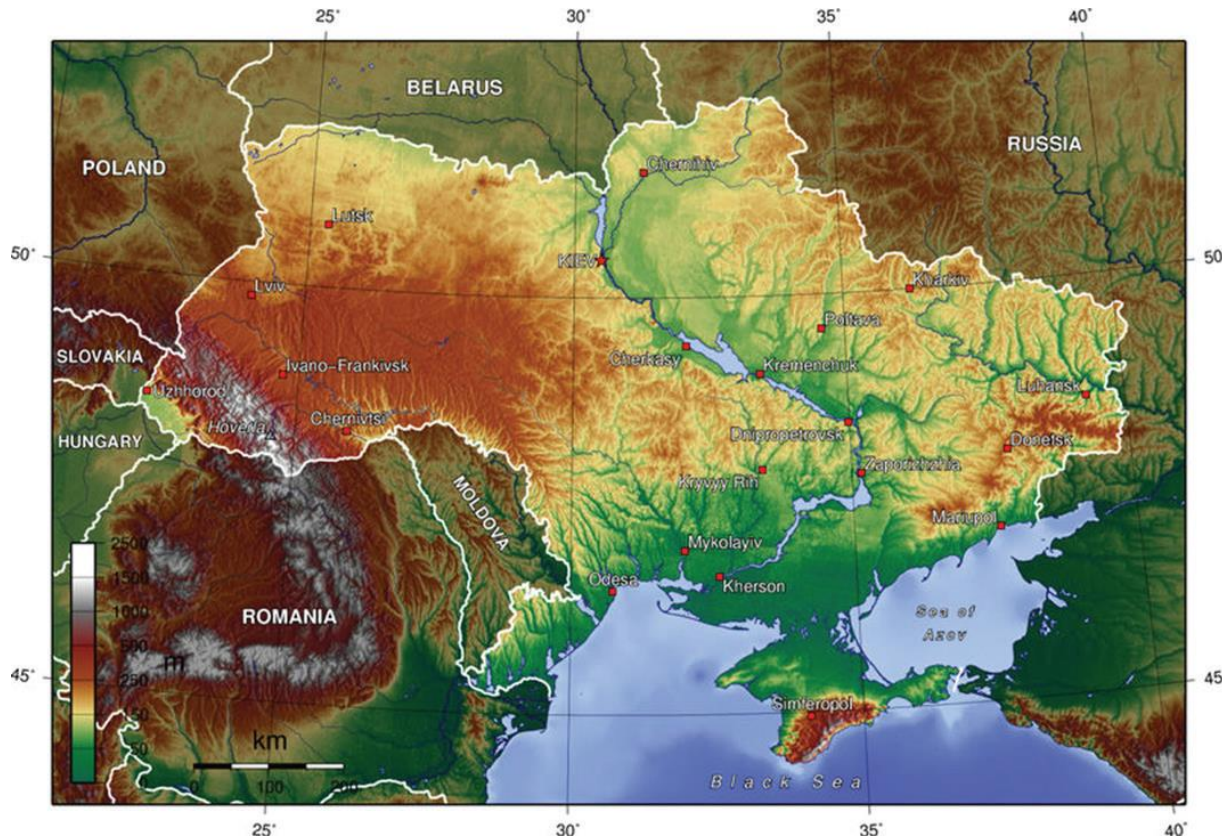 25° 30° 35° 40°
BELARUS
RUSSIA
POLAND
Chernihiv
Lutsk
50° 50
KIEV
Kharkiv
Lviv
Poltava
SLOVAKIA
Cherkasy
Kremenchuk
Ivano-Frankivsk
Uzhhorod
Luhansk
Chernivtsi
Hoverla
HUNGARY
Dnipropetrovsk
Donetsk
Zaporizhzhia
Kryvyy Rih
MOLDOVA
Mariupol
2500
Mykolayiv
1500
Odesa
Kherson
1000
Sea of
Azov
ROMANIA
500
m
250
45° 45
Simferopol
50
km
0 100 200
Black Sea
25° 30° 35° 40°